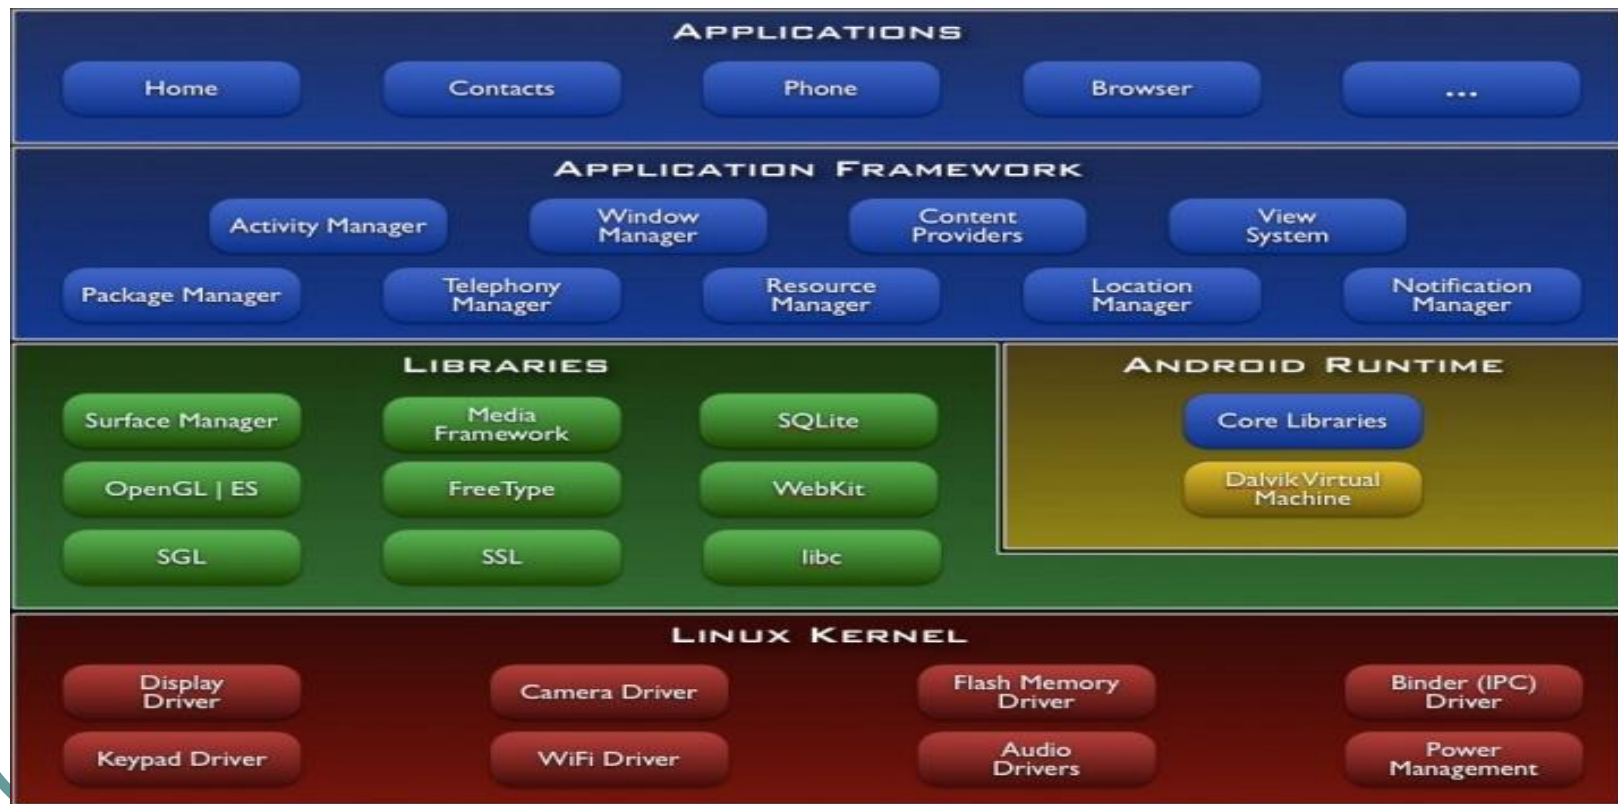 APPLICATIONS
Home
Contacts
Phone
Browser
...
APPLICATION FRAMEWORK
Activity Manager
Window
Manager
Content
Providers
View
System
Package Manager
Telephony
Manager
Resource
Manager
Location
Manager
Notification
Manager
LIBRARIES
Surface Manager
Media
Framework
SQLite
OpenGL | ES
FreeType
WebKit
SGL
SSL
libc
ANDROID RUNTIME
Core Libraries
Dalvik Virtual
Machine
LINUX KERNEL
Display
Driver
Camera Driver
Flash Memory
Driver
Binder (IPC)
Driver
Keypad Driver
WiFi Driver
Audio
Drivers
Power
Management